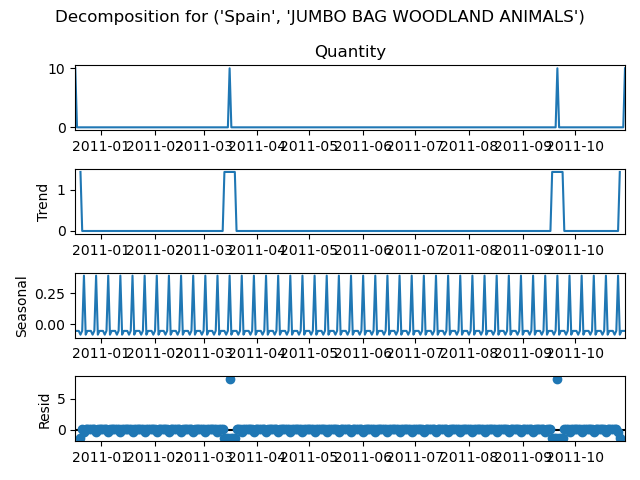 Decomposition for ('Spain', 'JUMBO BAG WOODLAND ANIMALS')
Quantity
10
0
2011-01 2011-02 2011-03 2011-04 2011-05 2011-06 2011-07 2011-08 2011-09 2011-10
Trend
1
0
2011-01 2011-02 2011-03 2011-04 2011-05 2011-06 2011-07 2011-08 2011-09 2011-10
Seasonal
0.25
0.00
2011-01 2011-02 2011-03 2011-04 2011-05 2011-06 2011-07 2011-08 2011-09 2011-10
Resid
5
0
2011-01 2011-02 2011-03 2011-04 2011-05 2011-06 2011-07 2011-08 2011-09 2011-10